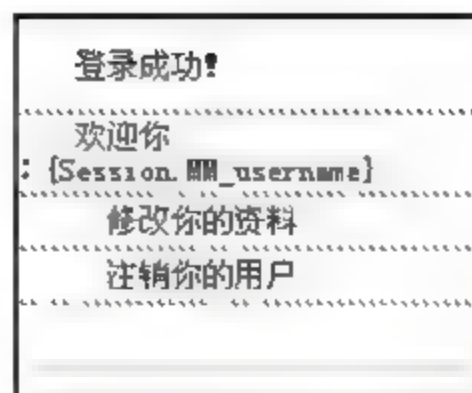 登录成功!
欢迎你
: {Session.MM_username}
修改你的资料
注销你的用户